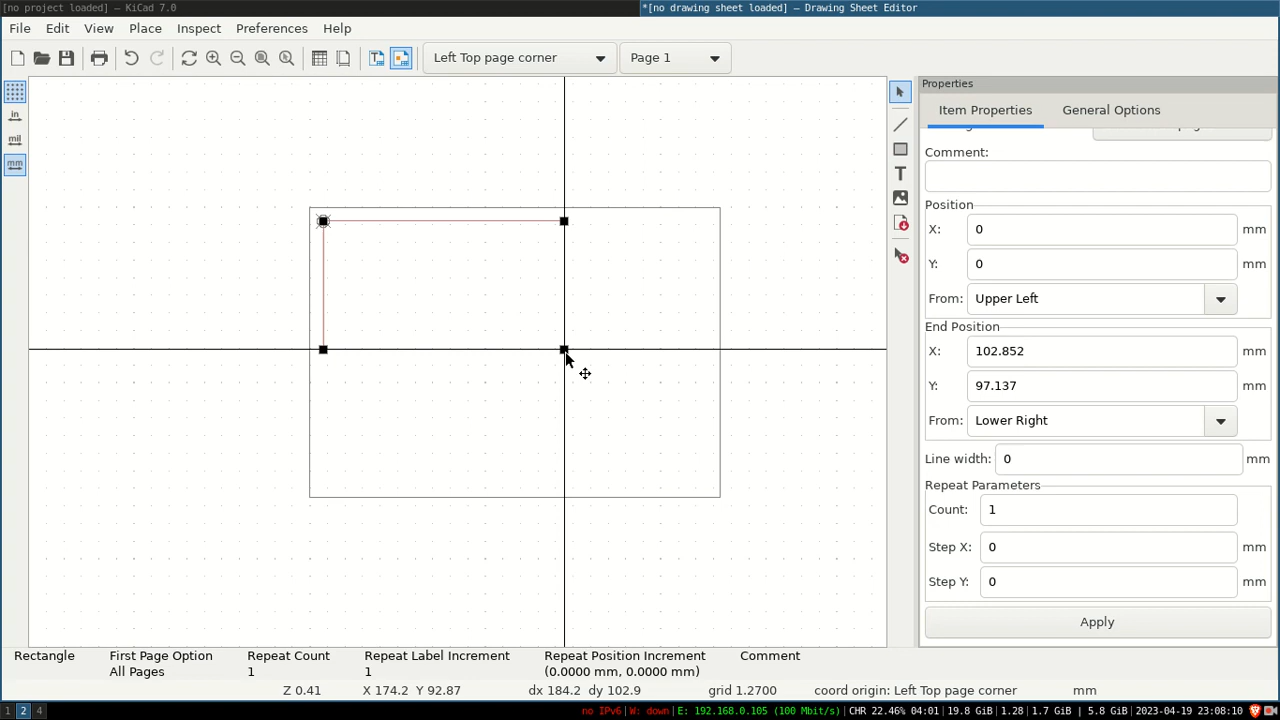 [no project loaded] — KiCad 7.0
*[no drawing sheet loaded] — Drawing Sheet Editor
File Edit View Place Inspect Preferences Help
Left Top page corner
Page 1
in
mil
mm
Properties
Item Properties
General Options
Comment:
Position
X: 0 mm
Y: 0 mm
From: Upper Left
End Position
X: 102.852 mm
Y: 97.137 mm
From: Lower Right
Line width: 0 mm
Repeat Parameters
Count: 1
Step X: 0 mm
Step Y: 0 mm
Apply
Rectangle First Page Option Repeat Count Repeat Label Increment Repeat Position Increment Comment
All Pages 1 1 (0.0000 mm, 0.0000 mm)
Z 0.41 X 174.2 Y 92.87 dx 184.2 dy 102.9 grid 1.2700 coord origin: Left Top page corner mm
1 2 4 no IPv6|W: down|E: 192.168.0.105 (100 Mbit/s)|CHR 22.46% 04:01|19.8 GiB|1.28|1.7 GiB | 5.8 GiB|2023-04-19 23:08:10